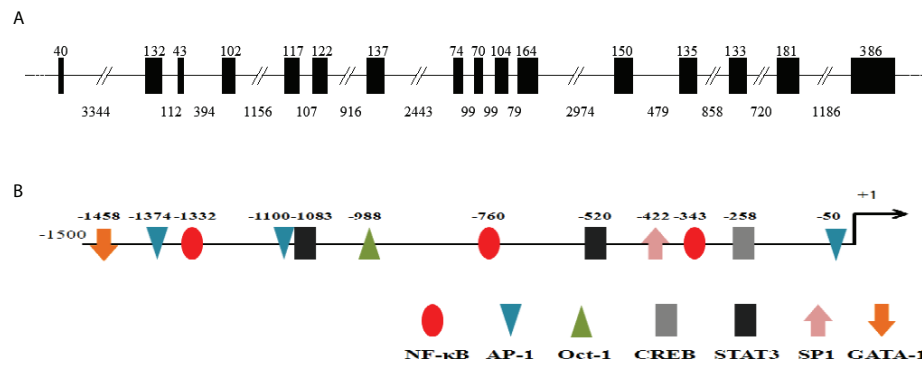 A
40 132 43 102 117 122 137 74 70 104 164 150 135 133 181 386
3344 112 394 1156 107 916 2443 99 99 79 2974 479 858 720 1186
B
+1
-1458 -1374 -1332 -1100 -1083 -988 -760 -520 -422 -343 -258 -50
-1500
NF-κB AP-1 Oct-1 CREB STAT3 SP1 GATA-1